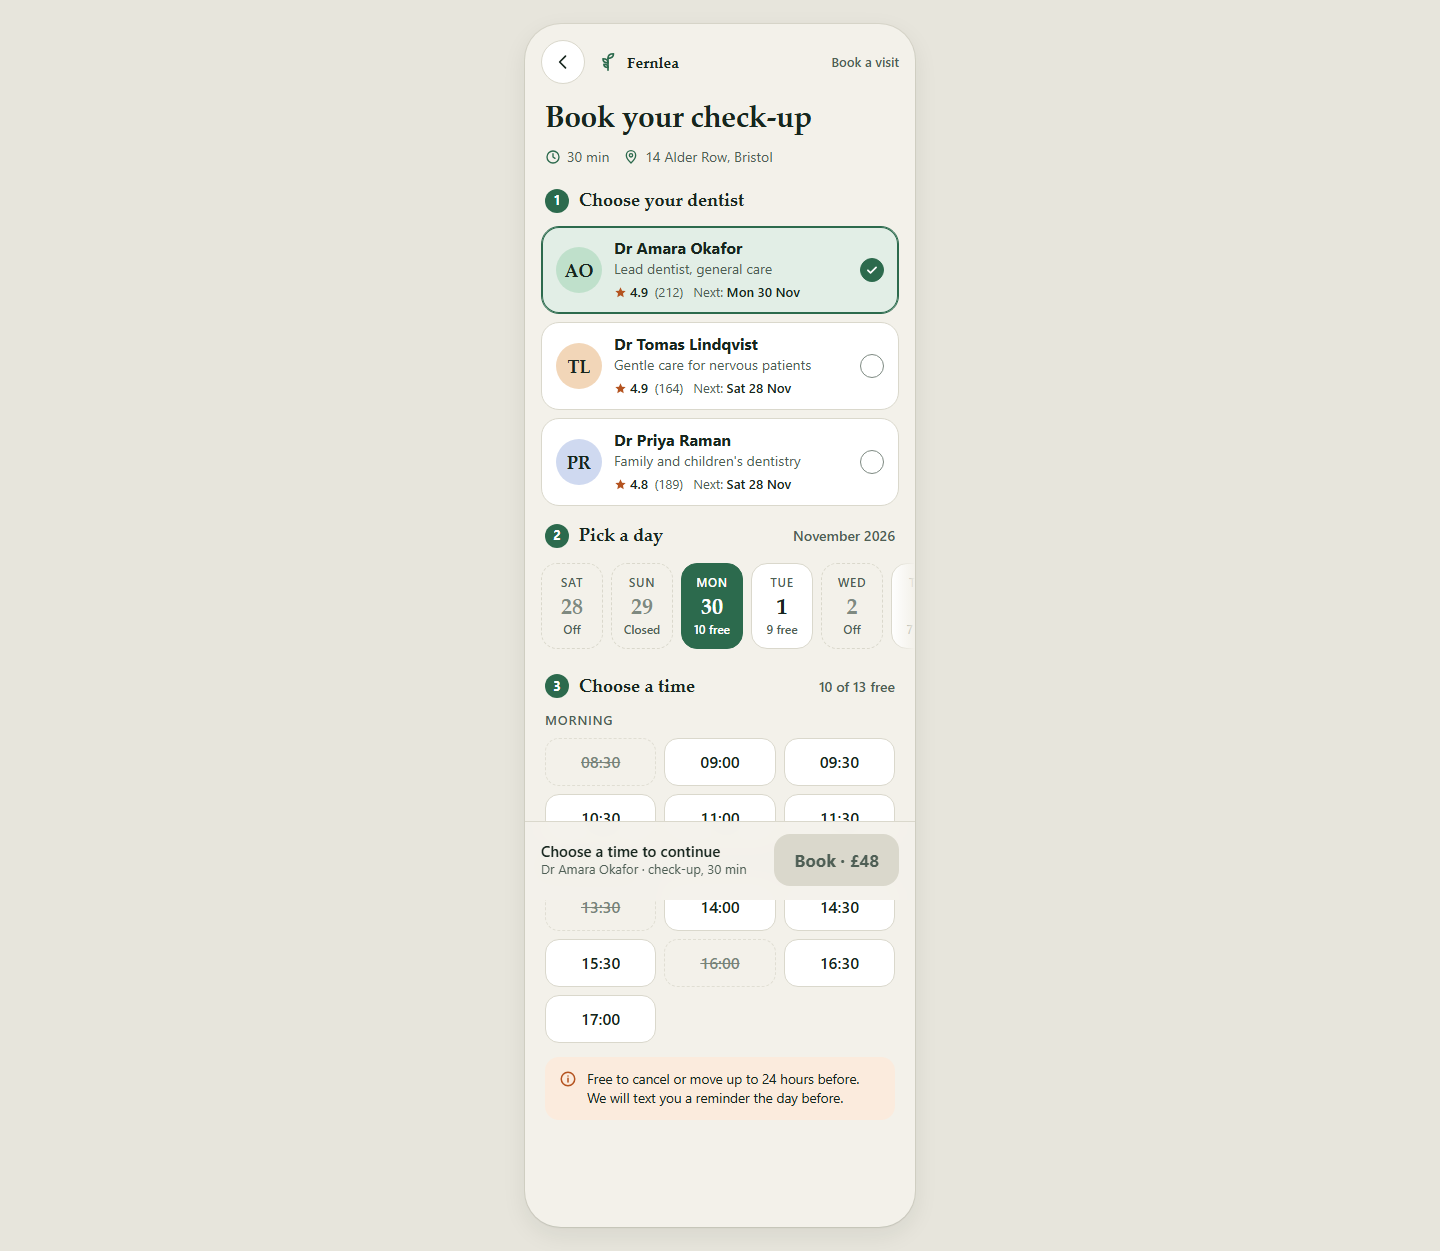 Fernlea
Book a visit
Book your check-up
30 min
14 Alder Row, Bristol
1 Choose your dentist
AO
Dr Amara Okafor
Lead dentist, general care
4.9 (212) Next: Mon 30 Nov
TL
Dr Tomas Lindqvist
Gentle care for nervous patients
4.9 (164) Next: Sat 28 Nov
PR
Dr Priya Raman
Family and children's dentistry
4.8 (189) Next: Sat 28 Nov
2 Pick a day
November 2026
SAT
28
Off
SUN
29
Closed
MON
30
10 free
TUE
1
9 free
WED
2
Off
T
7
3 Choose a time
10 of 13 free
MORNING
08:30
09:00
09:30
10:30
11:00
11:30
Choose a time to continue
Dr Amara Okafor · check-up, 30 min
Book · £48
13:30
14:00
14:30
15:30
16:00
16:30
17:00
Free to cancel or move up to 24 hours before.
We will text you a reminder the day before.